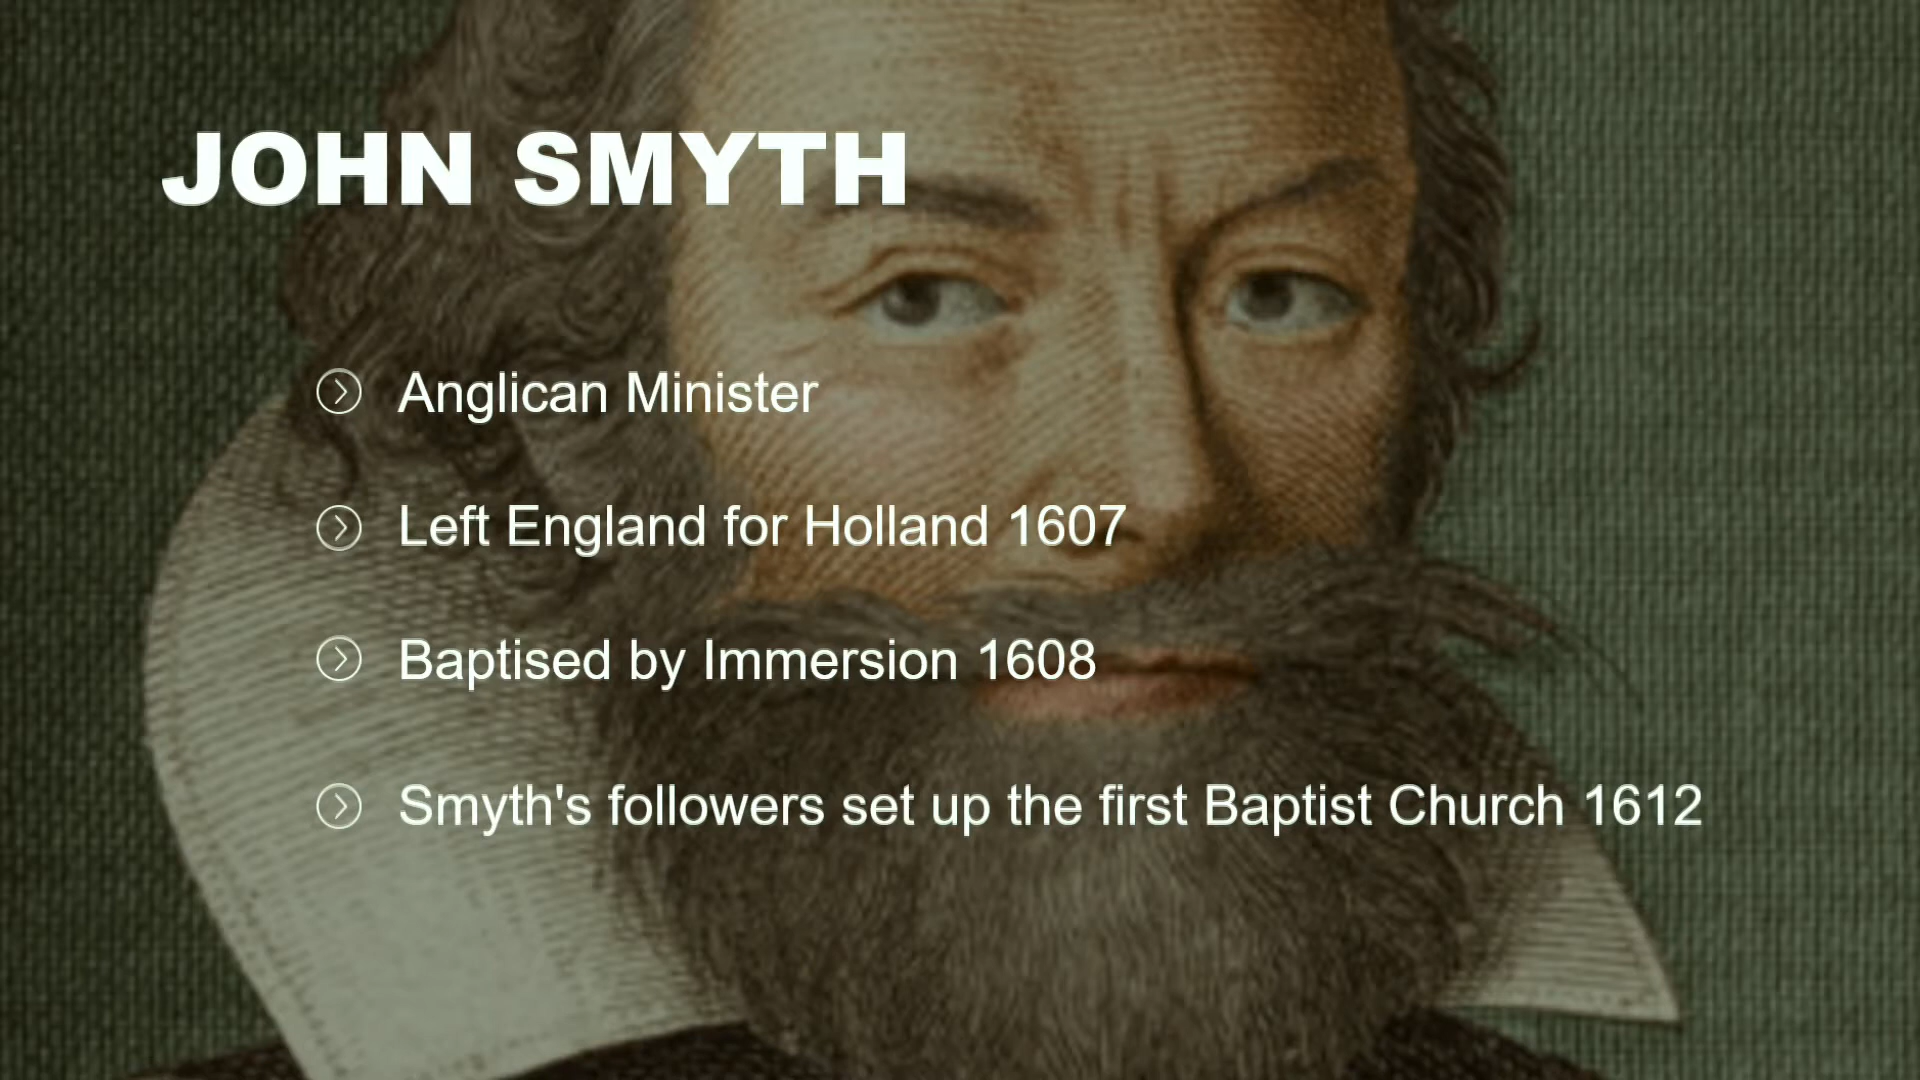 JOHN SMYTH
Anglican Minister
Left England for Holland 1607
Baptised by Immersion 1608
Smyth's followers set up the first Baptist Church 1612